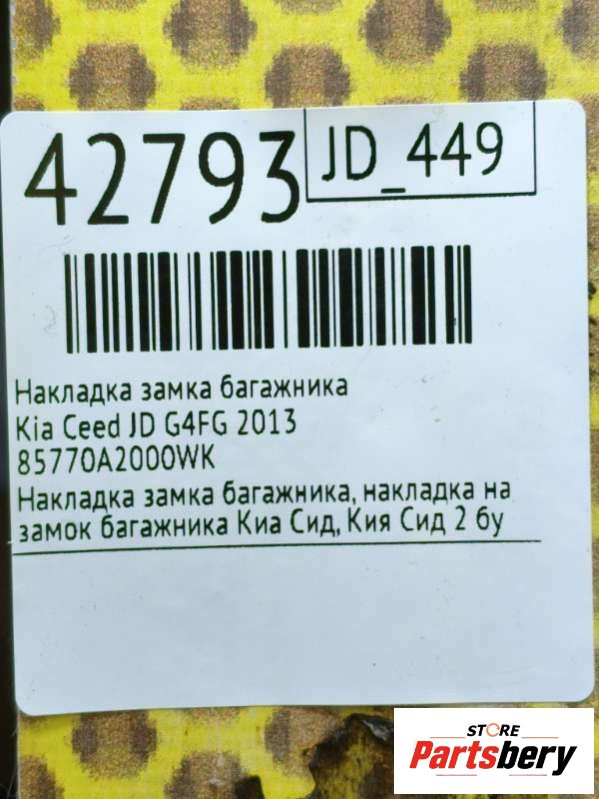 42793
JD_449
Накладка замка багажника
Kia Ceed JD G4FG 2013
85770A2000WK
Накладка замка багажника, накладка на
замок багажника Киа Сид, Кия Сид 2 бу
STORE
Partsbery